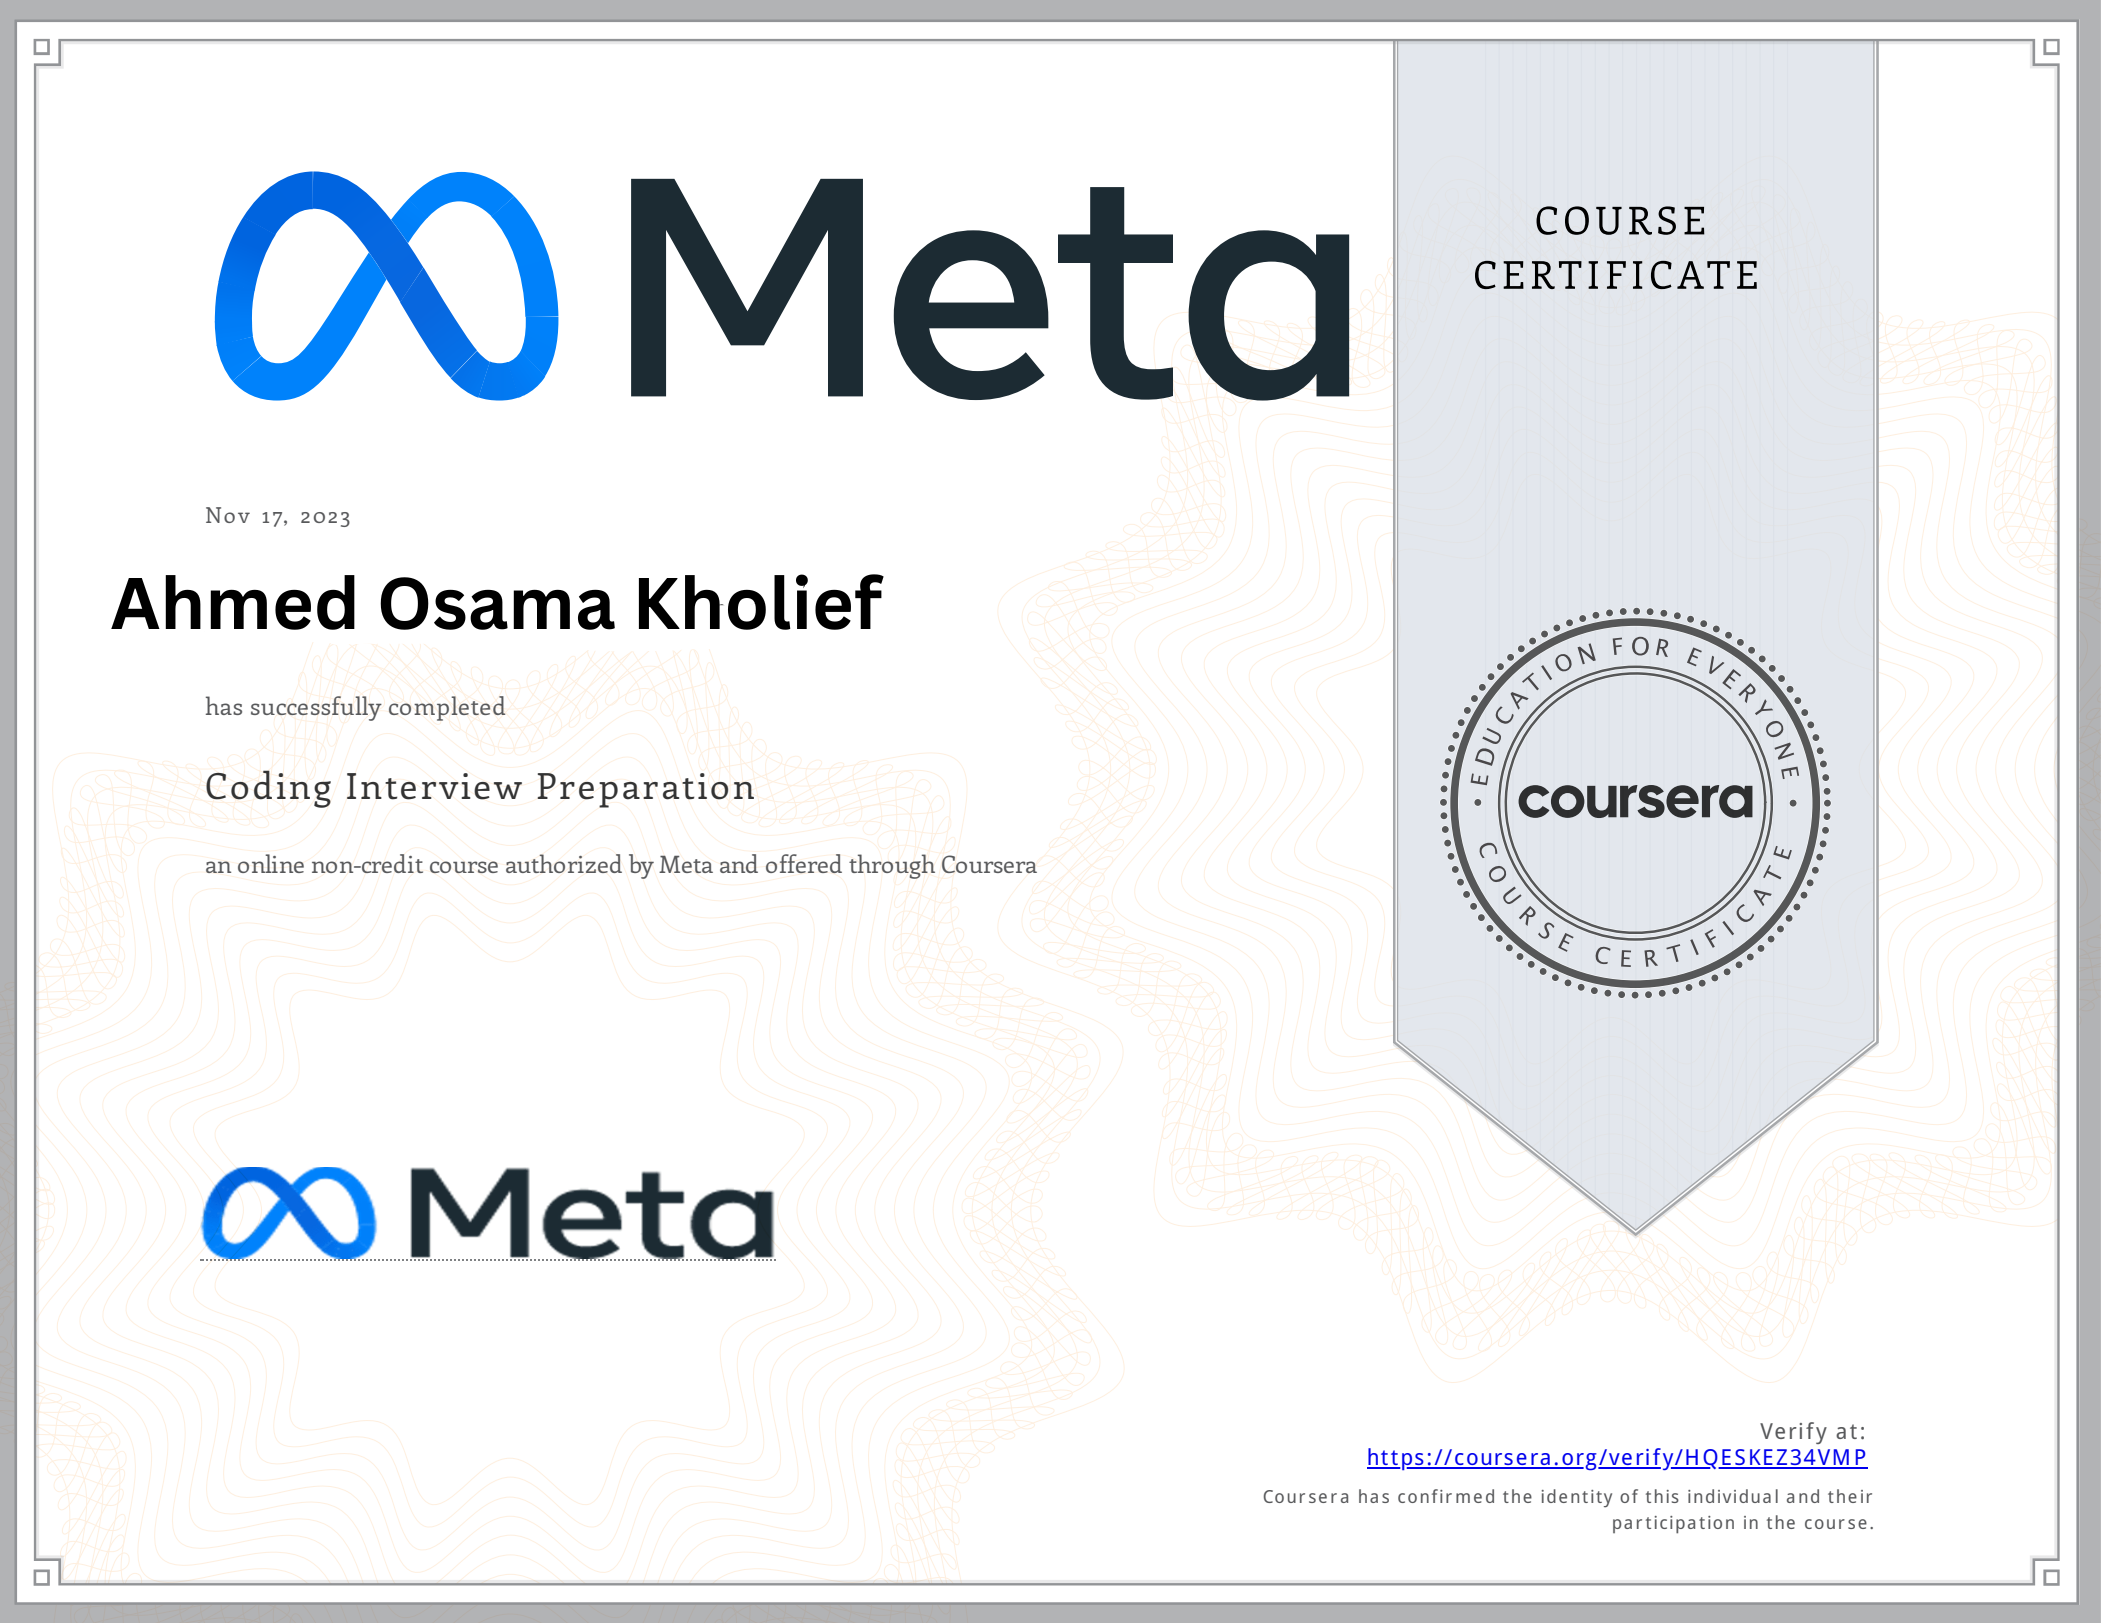 Meta
COURSE
CERTIFICATE
Nov 17, 2023
Ahmed Osama Kholief
has successfully completed
Coding Interview Preparation
an online non-credit course authorized by Meta and offered through Coursera
EDUCATION FOR EVERYONE
coursera
COURSE CERTIFICATE
Meta
Verify at:
https://coursera.org/verify/HQESKEZ34VMP
Coursera has confirmed the identity of this individual and their
participation in the course.